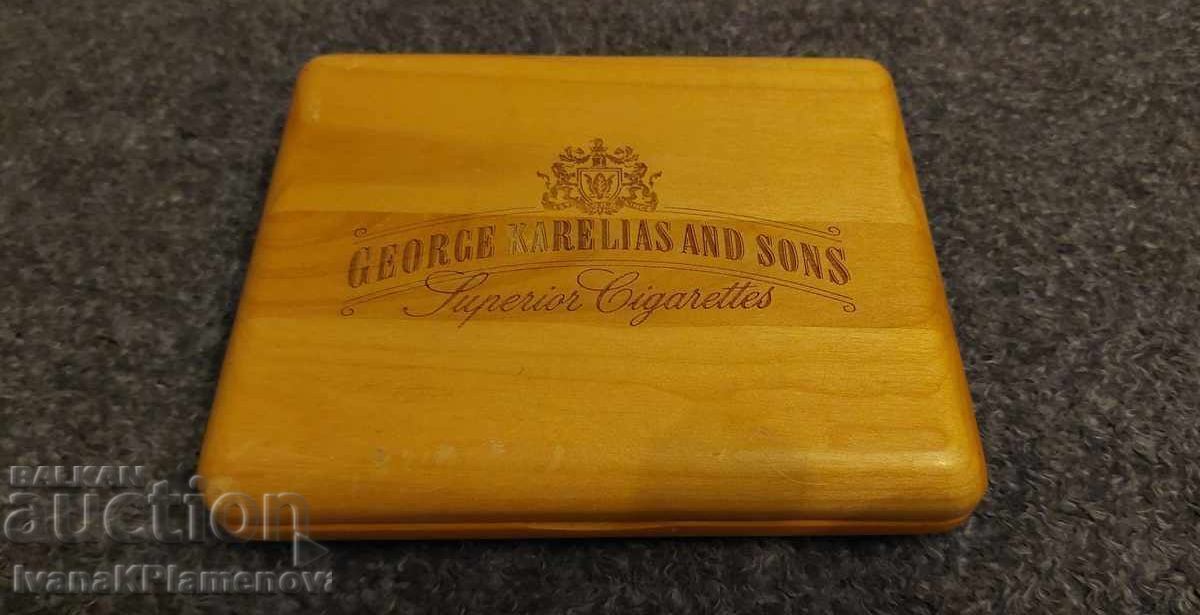 GEORGE KARELIAS AND SONS
Superior Cigarettes
BALKAN
auction
IvanaKPlamenova